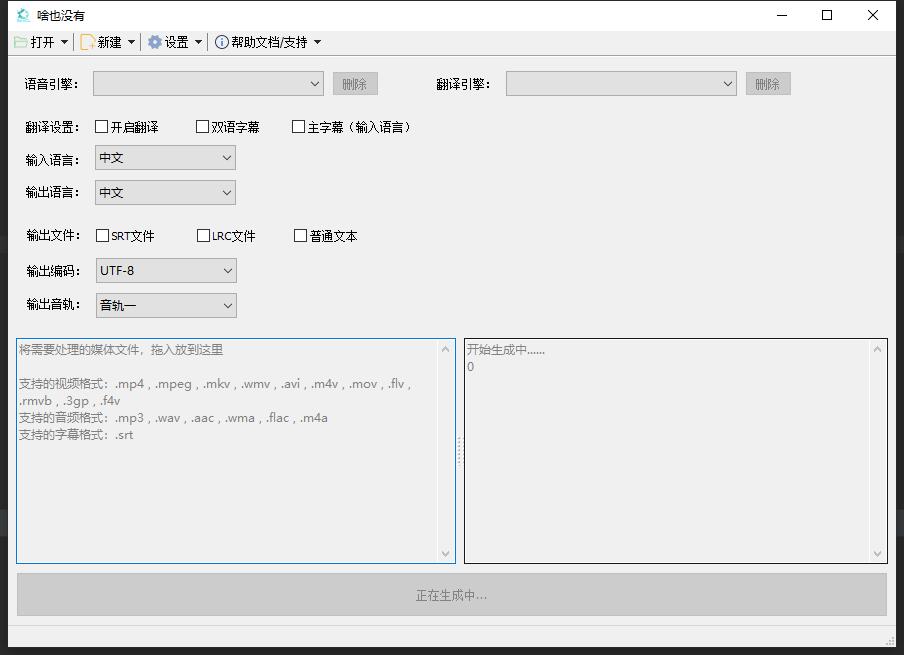 啥也没有
打开 新建 设置 帮助文档/支持
语音引擎： 删除 翻译引擎： 删除
翻译设置： 开启翻译 双语字幕 主字幕（输入语言）
输入语言： 中文
输出语言： 中文
输出文件： SRT文件 LRC文件 普通文本
输出编码： UTF-8
输出音轨： 音轨一
将需要处理的媒体文件，拖入放到这里
支持的视频格式：.mp4 , .mpeg , .mkv , .wmv , .avi , .m4v , .mov , .flv ,
.rmvb , .3gp , .f4v
支持的音频格式：.mp3 , .wav , .aac , .wma , .flac , .m4a
支持的字幕格式：.srt
开始生成中......
0
正在生成中...